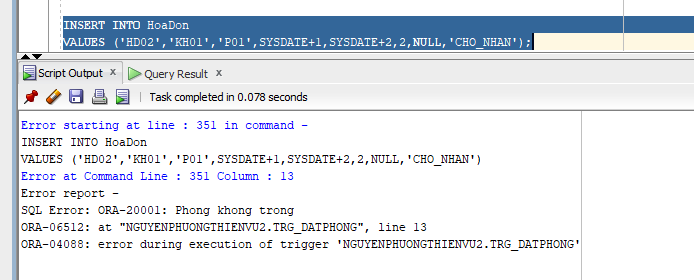 INSERT INTO HoaDon
VALUES ('HD02','KH01','P01',SYSDATE+1,SYSDATE+2,2,NULL,'CHO_NHAN');
Script Output x Query Result x
Task completed in 0.078 seconds
Error starting at line : 351 in command -
INSERT INTO HoaDon
VALUES ('HD02','KH01','P01',SYSDATE+1,SYSDATE+2,2,NULL,'CHO_NHAN')
Error at Command Line : 351 Column : 13
Error report -
SQL Error: ORA-20001: Phong khong trong
ORA-06512: at "NGUYENPHUONGTHIENVU2.TRG_DATPHONG", line 13
ORA-04088: error during execution of trigger 'NGUYENPHUONGTHIENVU2.TRG_DATPHONG'